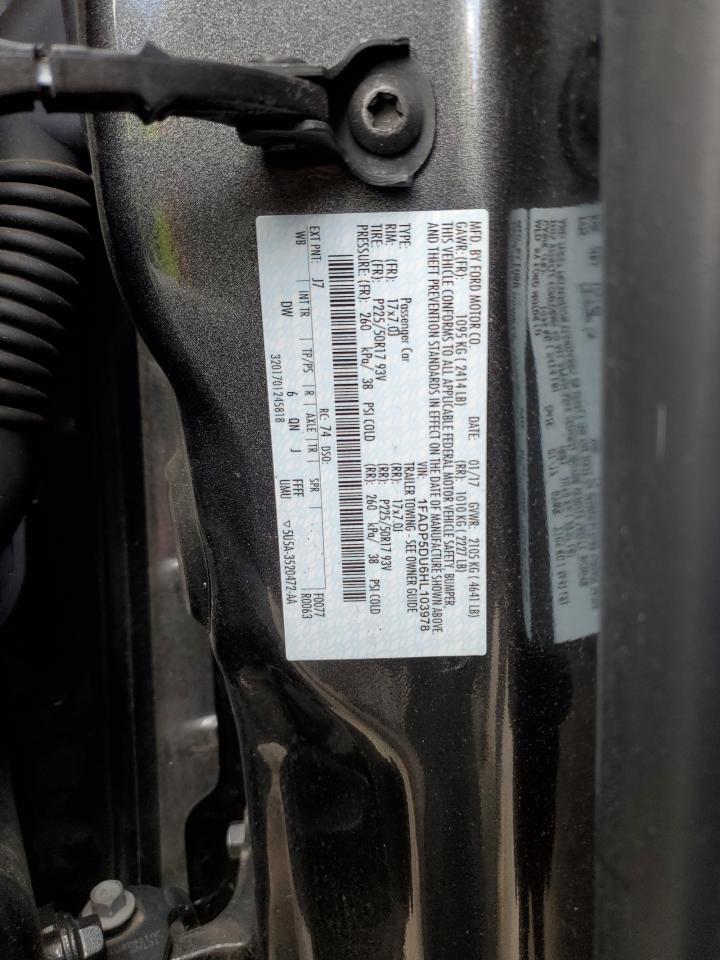 MFD. BY FORD MOTOR CO.
DATE: 01/17 GVWR: 2105 KG ( 4641 LB)
GAWR: (FR) 1095 KG ( 2414 LB) (RR) 1010 KG ( 2227 LB)
THIS VEHICLE CONFORMS TO ALL APPLICABLE FEDERAL MOTOR VEHICLE SAFETY, BUMPER,
AND THEFT PREVENTION STANDARDS IN EFFECT ON THE DATE OF MANUFACTURE SHOWN ABOVE.
VIN: 1FADP5DU6HL103978
TYPE: Passenger Car TRAILER TOWING - SEE OWNER GUIDE
RIM: (FR): 17x7.0J (RR): 17x7.0J
TIRE: (FR): P225/50R17 93V (RR): P225/50R17 93V
PRESSURE: (FR): 260 kPa/ 38 PSI COLD (RR): 260 kPa/ 38 PSI COLD
RC: 74 DSO: F0077
EXT PNT: J7 R0063
WB INT TR TP/PS R AXLE TR SPR
DW 6 QN J FFFF UMU
3201701245818 ▽ 5U5A-3520472-AA